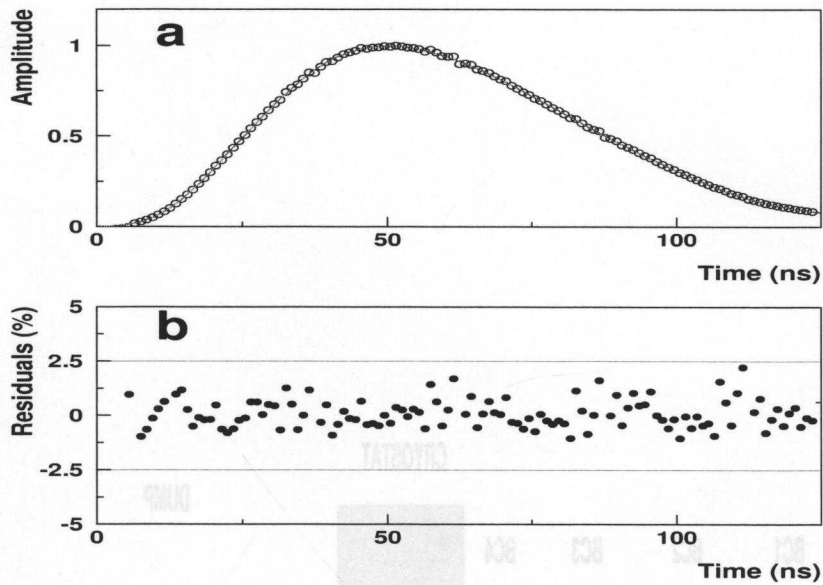 a
Amplitude
1
0.5
0
0 50 100
Time (ns)
b
Residuals (%)
5
2.5
0
-2.5
-5
0 50 100
Time (ns)
CRYOSTAT
DUMP
BC4 BC3 BC2 BC1